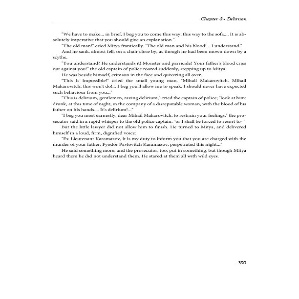 Chapter 3 - Delirium
"We have to make... in brief, I beg you to come this way, this way to the sofa.... It is ab-
solutely imperative that you should give an explanation."
"The old man!" cried Mitya frantically. "The old man and his blood!... I understand."
And he sank, almost fell, on a chair close by, as though he had been mown down.
"You understand? He understands it! Monster and parricide! Your father's blood cries
out against you!" the old captain of police roared suddenly, stepping up to Mitya.
He was beside himself, crimson in the face and quivering all over.
"This is impossible!" cried the small young man. "Mihail Makarovitch, Mihail
Makarovitch, this won't do!... I beg you'll allow me to speak. I should never have expected
such behaviour from you..."
"This is delirium, gentlemen, raving delirium," cried the captain of police; "look at him:
drunk, at this time of night, in the company of a disreputable woman, with the blood of his
father on his hands.... It's delirium!..."
"I beg you most earnestly, dear Mihail Makarovitch, to restrain your feelings," the pro-
secutor said in a rapid whisper to the old police captain, "or I shall be forced to resort to-
But the little lawyer did not allow him to finish. He turned to Mitya, and delivered
himself in a loud, firm, dignified voice:
"Ex-Lieutenant Karamazov, it is my duty to inform you that you are charged with the
murder of your father, Fyodor Pavlovitch Karamazov, perpetrated this night..."
He said something more, and the prosecutor, too, put in something, but though Mitya
heard them he did not understand them. He stared at them all with wild eyes.